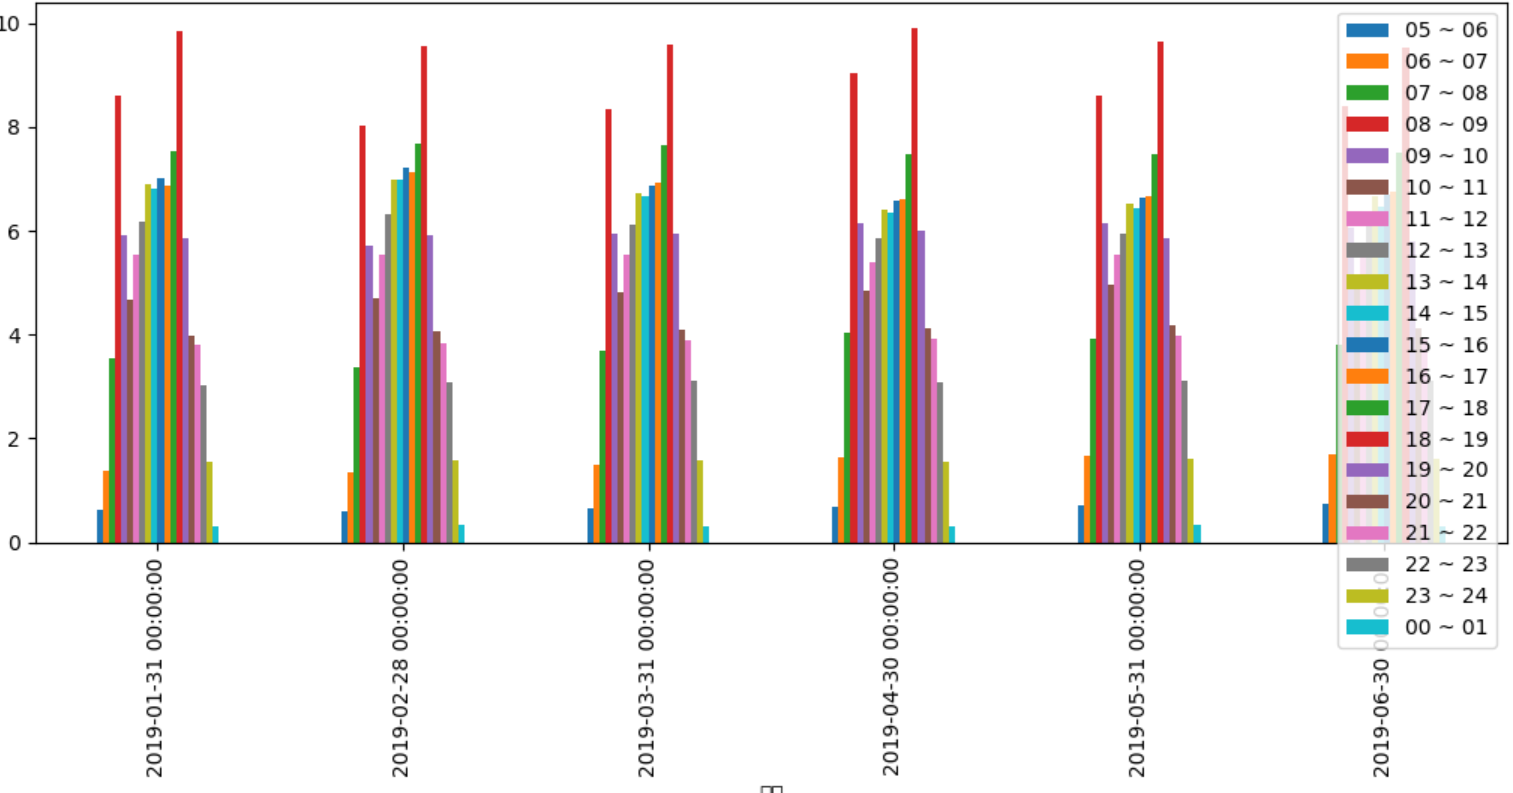 10
8
6
4
2
0
05 ~ 06
06 ~ 07
07 ~ 08
08 ~ 09
09 ~ 10
10 ~ 11
11 ~ 12
12 ~ 13
13 ~ 14
14 ~ 15
15 ~ 16
16 ~ 17
17 ~ 18
18 ~ 19
19 ~ 20
20 ~ 21
21 ~ 22
22 ~ 23
23 ~ 24
00 ~ 01
2019-01-31 00:00:00
2019-02-28 00:00:00
2019-03-31 00:00:00
2019-04-30 00:00:00
2019-05-31 00:00:00
2019-06-30